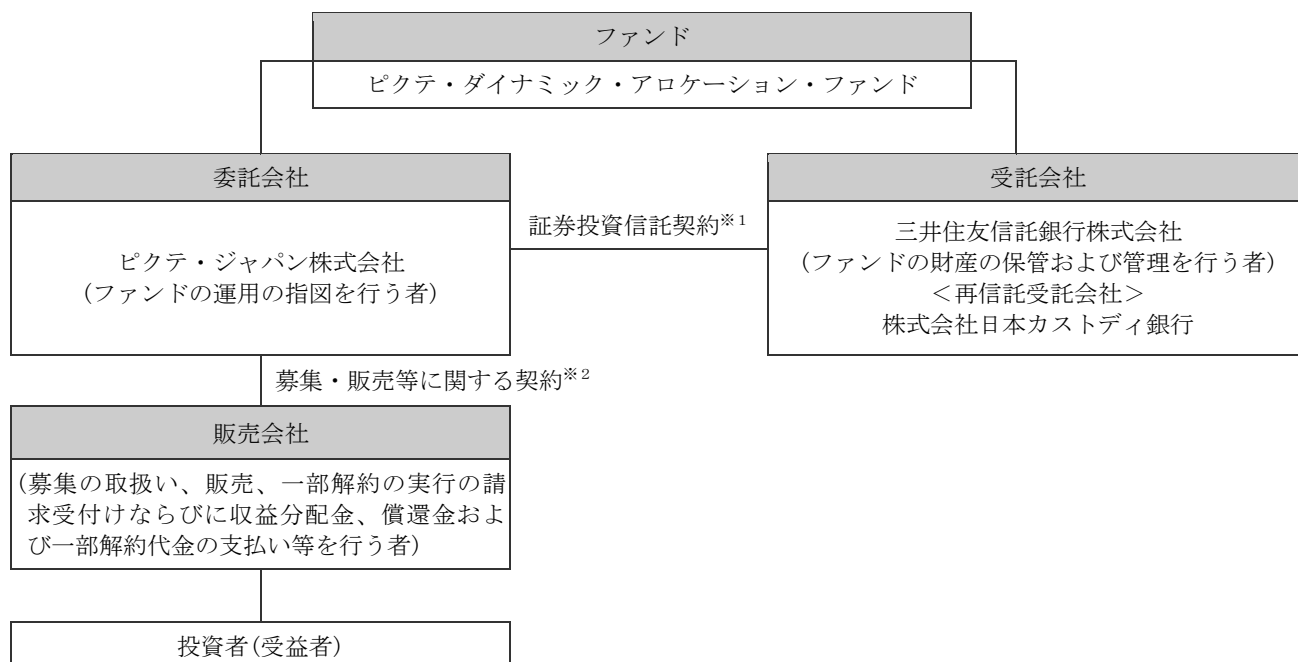 ファンド
ピクテ・ダイナミック・アロケーション・ファンド
委託会社
ピクテ・ジャパン株式会社
(ファンドの運用の指図を行う者)
証券投資信託契約※1
受託会社
三井住友信託銀行株式会社
(ファンドの財産の保管および管理を行う者)
＜再信託受託会社＞
株式会社日本カストディ銀行
募集・販売等に関する契約※2
販売会社
(募集の取扱い、販売、一部解約の実行の請
求受付けならびに収益分配金、償還金およ
び一部解約代金の支払い等を行う者)
投資者(受益者)